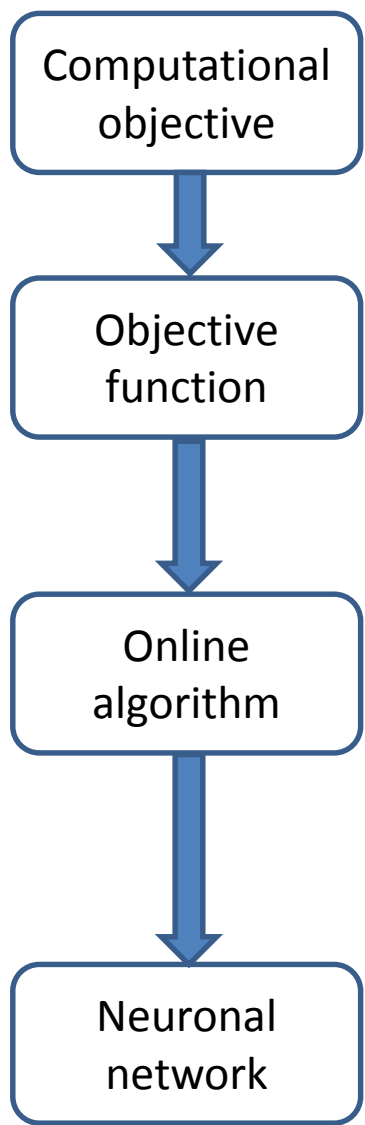 Computational
objective
Objective
function
Online
algorithm
Neuronal
network